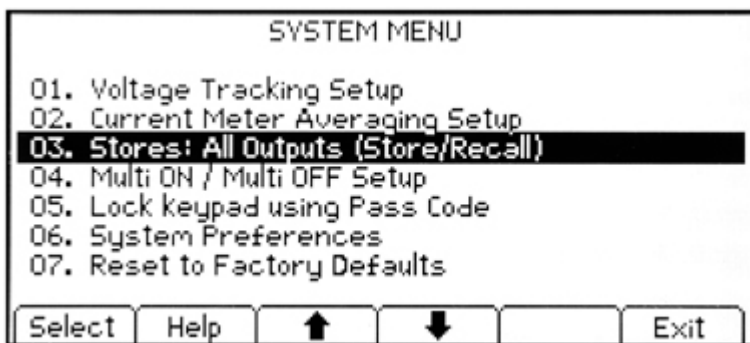 SYSTEM MENU
01. Voltage Tracking Setup
02. Current Meter Averaging Setup
03. Stores: All Outputs (Store/Recall)
04. Multi ON / Multi OFF Setup
05. Lock keypad using Pass Code
06. System Preferences
07. Reset to Factory Defaults
Select Help ↑ ↓ Exit